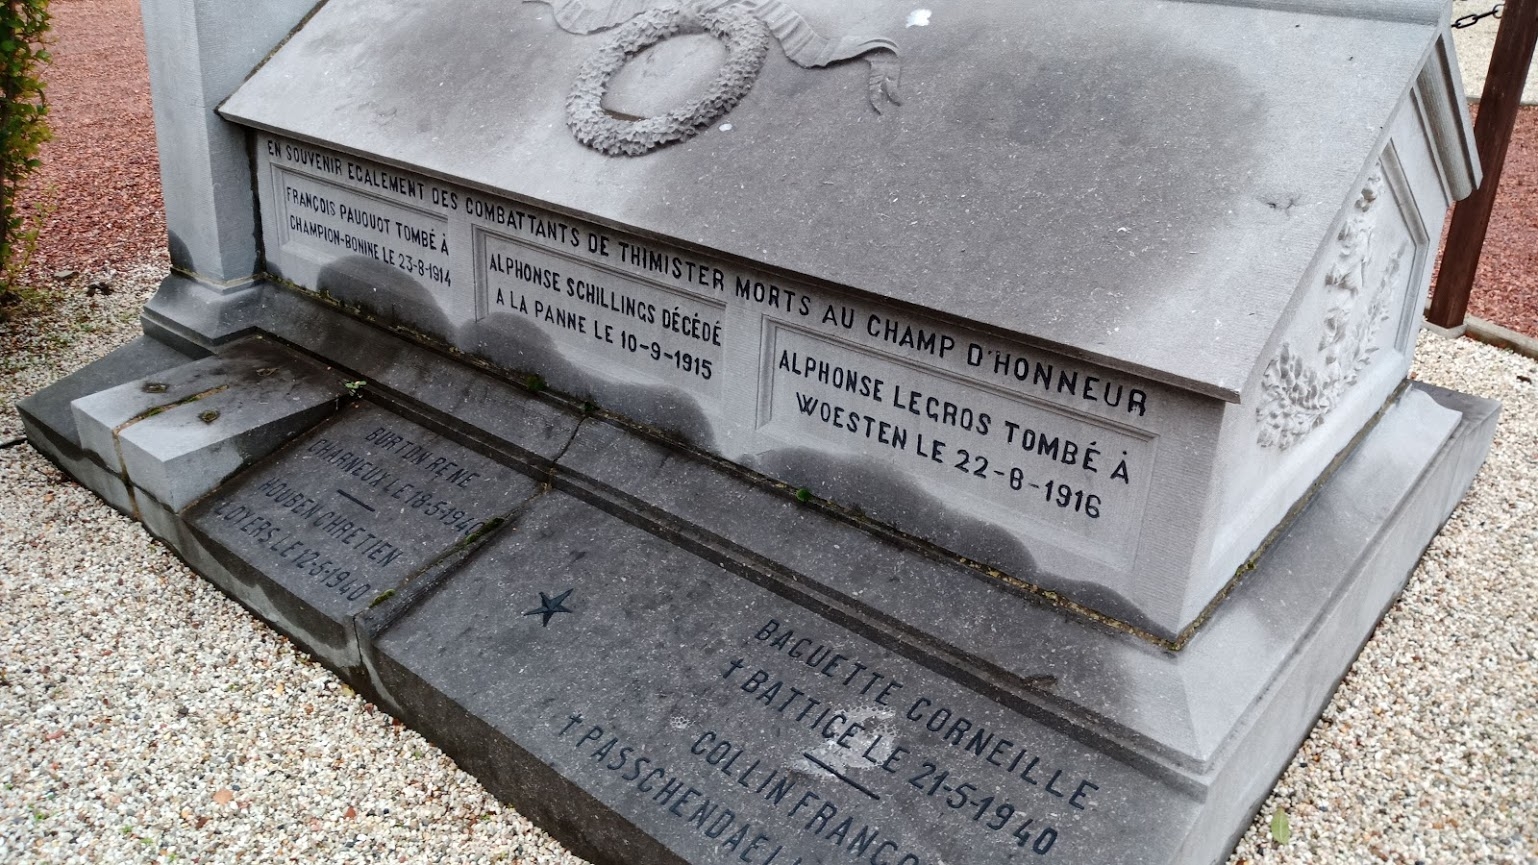 EN SOUVENIR EGALEMENT DES COMBATTANTS DE THIMISTER MORTS AU CHAMP D'HONNEUR
FRANÇOIS PAUQUOT TOMBÉ À
CHAMPION-BONINE LE 23-8-1914
ALPHONSE SCHILLINGS DÉCÉDÉ
A LA PANNE LE 10-9-1915
ALPHONSE LEGROS TOMBÉ À
WOESTEN LE 22-8-1916
BURTON RENE
CHARNEUX LE 18-5-1940
HOUBEN CHRETIEN
LOYERS LE 12-5-1940
BAGUETTE CORNEILLE
† BATTICE LE 21-5-1940
COLLIN FRANCO
† PASSCHENDAEL